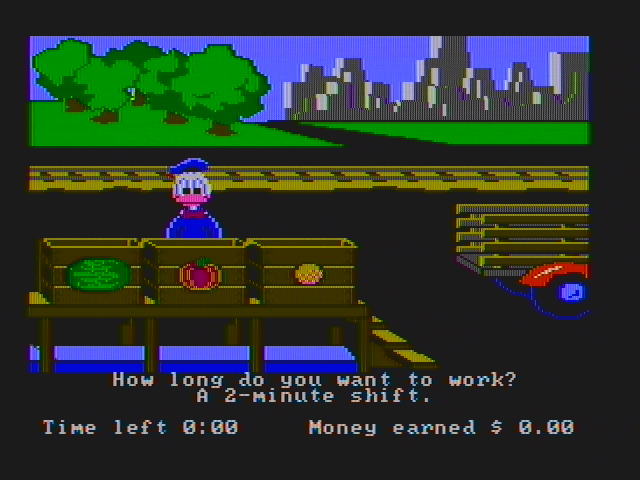 How long do you want to work?
A 2-minute shift.
Time left 0:00 Money earned $ 0.00